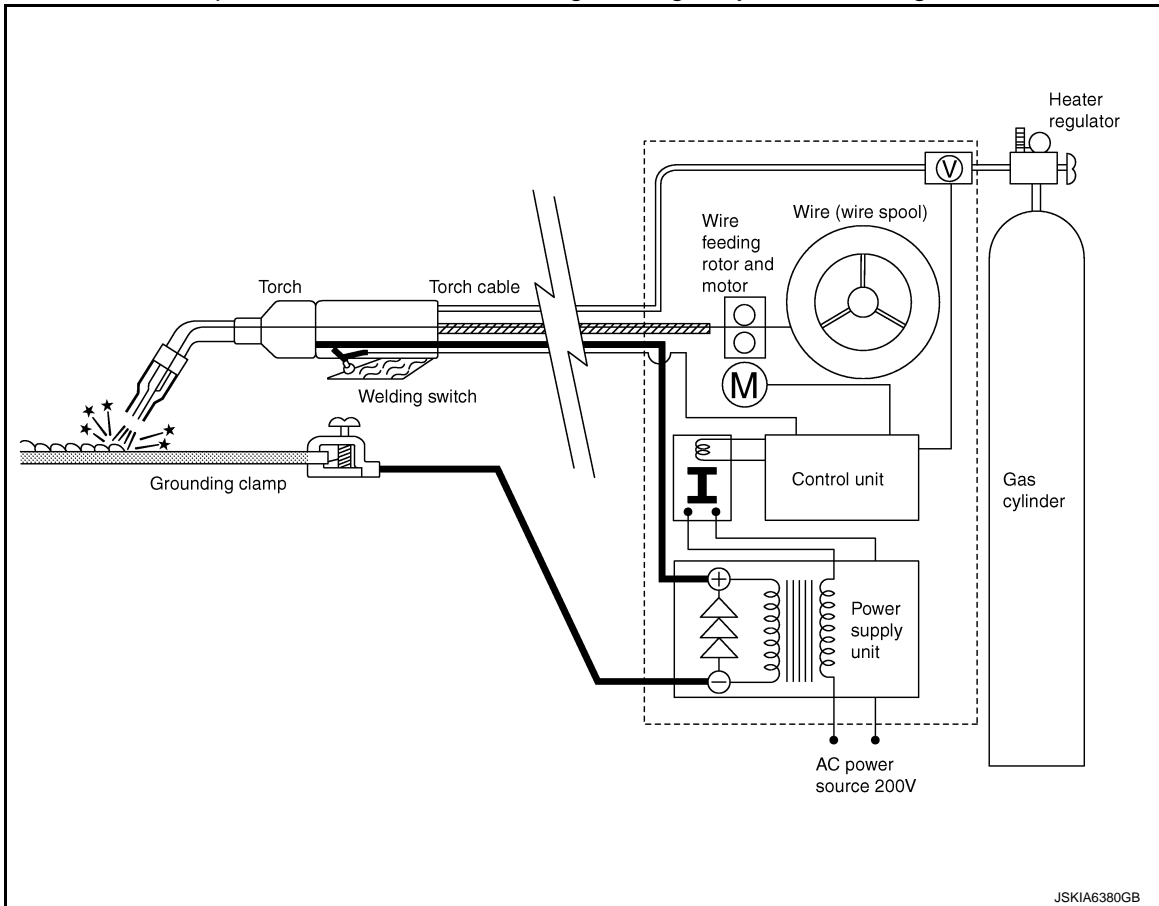 Heater
regulator
Wire (wire spool)
Wire
feeding
rotor and
motor
V
Torch
Torch cable
Welding switch
M
Grounding clamp
Control unit
Gas
cylinder
+
Power
supply
unit
−
AC power
source 200V
JSKIA6380GB